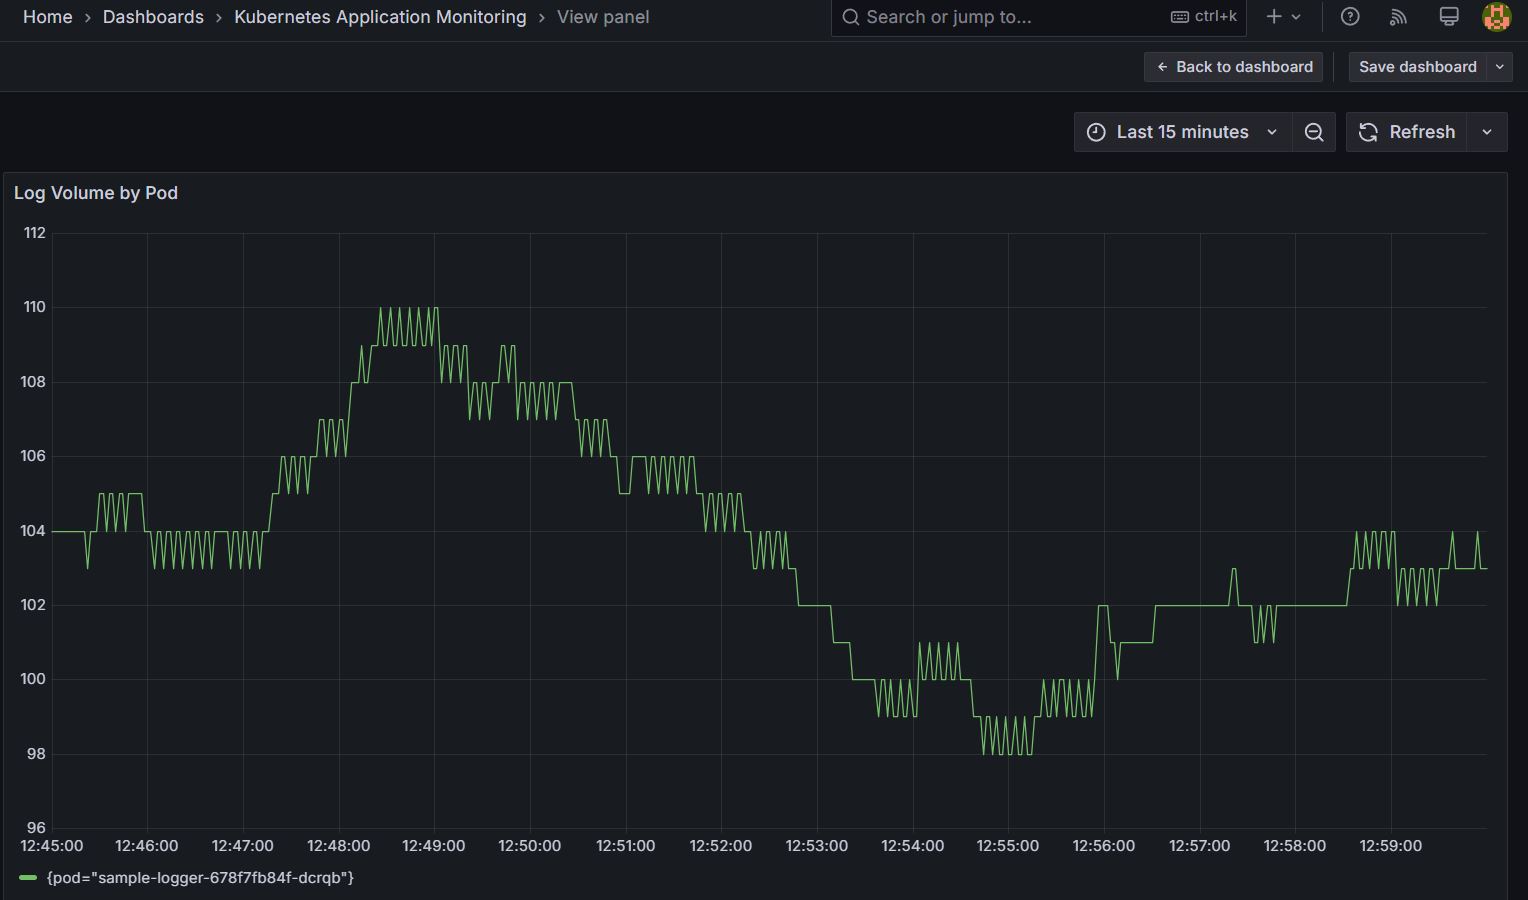 Home › Dashboards › Kubernetes Application Monitoring › View panel
Search or jump to...
ctrl+k
Back to dashboard
Save dashboard
Last 15 minutes
Refresh
Log Volume by Pod
112
110
108
106
104
102
100
98
96
12:45:00 12:46:00 12:47:00 12:48:00 12:49:00 12:50:00 12:51:00 12:52:00 12:53:00 12:54:00 12:55:00 12:56:00 12:57:00 12:58:00 12:59:00
{pod="sample-logger-678f7fb84f-dcrqb"}